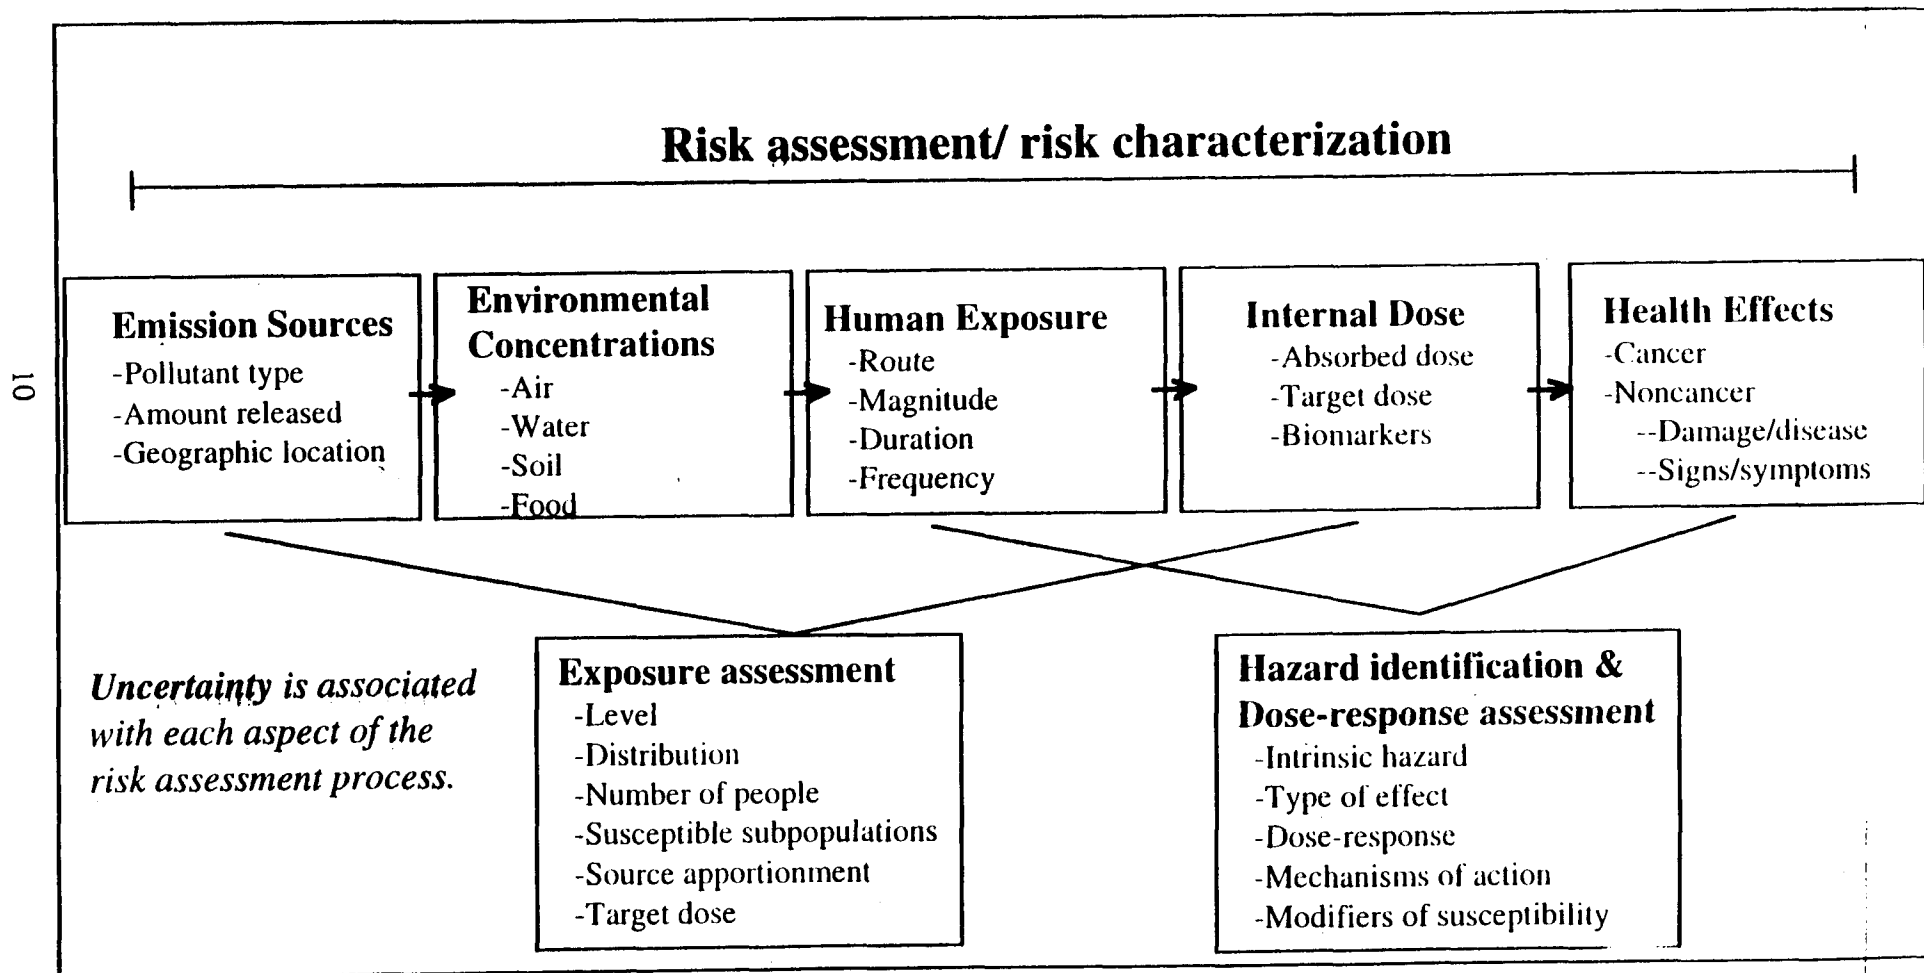 Risk assessment/ risk characterization
Emission Sources
-Pollutant type
-Amount released
-Geographic location
Environmental
Concentrations
-Air
-Water
-Soil
-Food
Human Exposure
-Route
-Magnitude
-Duration
-Frequency
Internal Dose
-Absorbed dose
-Target dose
-Biomarkers
Health Effects
-Cancer
-Noncancer
--Damage/disease
--Signs/symptoms
10
Uncertainty is associated
with each aspect of the
risk assessment process.
Exposure assessment
-Level
-Distribution
-Number of people
-Susceptible subpopulations
-Source apportionment
-Target dose
Hazard identification &
Dose-response assessment
-Intrinsic hazard
-Type of effect
-Dose-response
-Mechanisms of action
-Modifiers of susceptibility